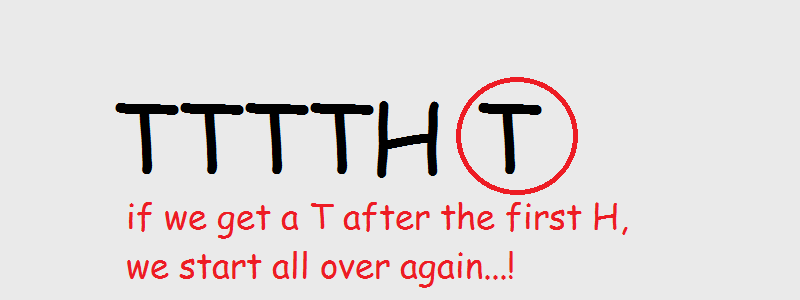 TTTTH T
if we get a T after the first H,
we start all over again...!